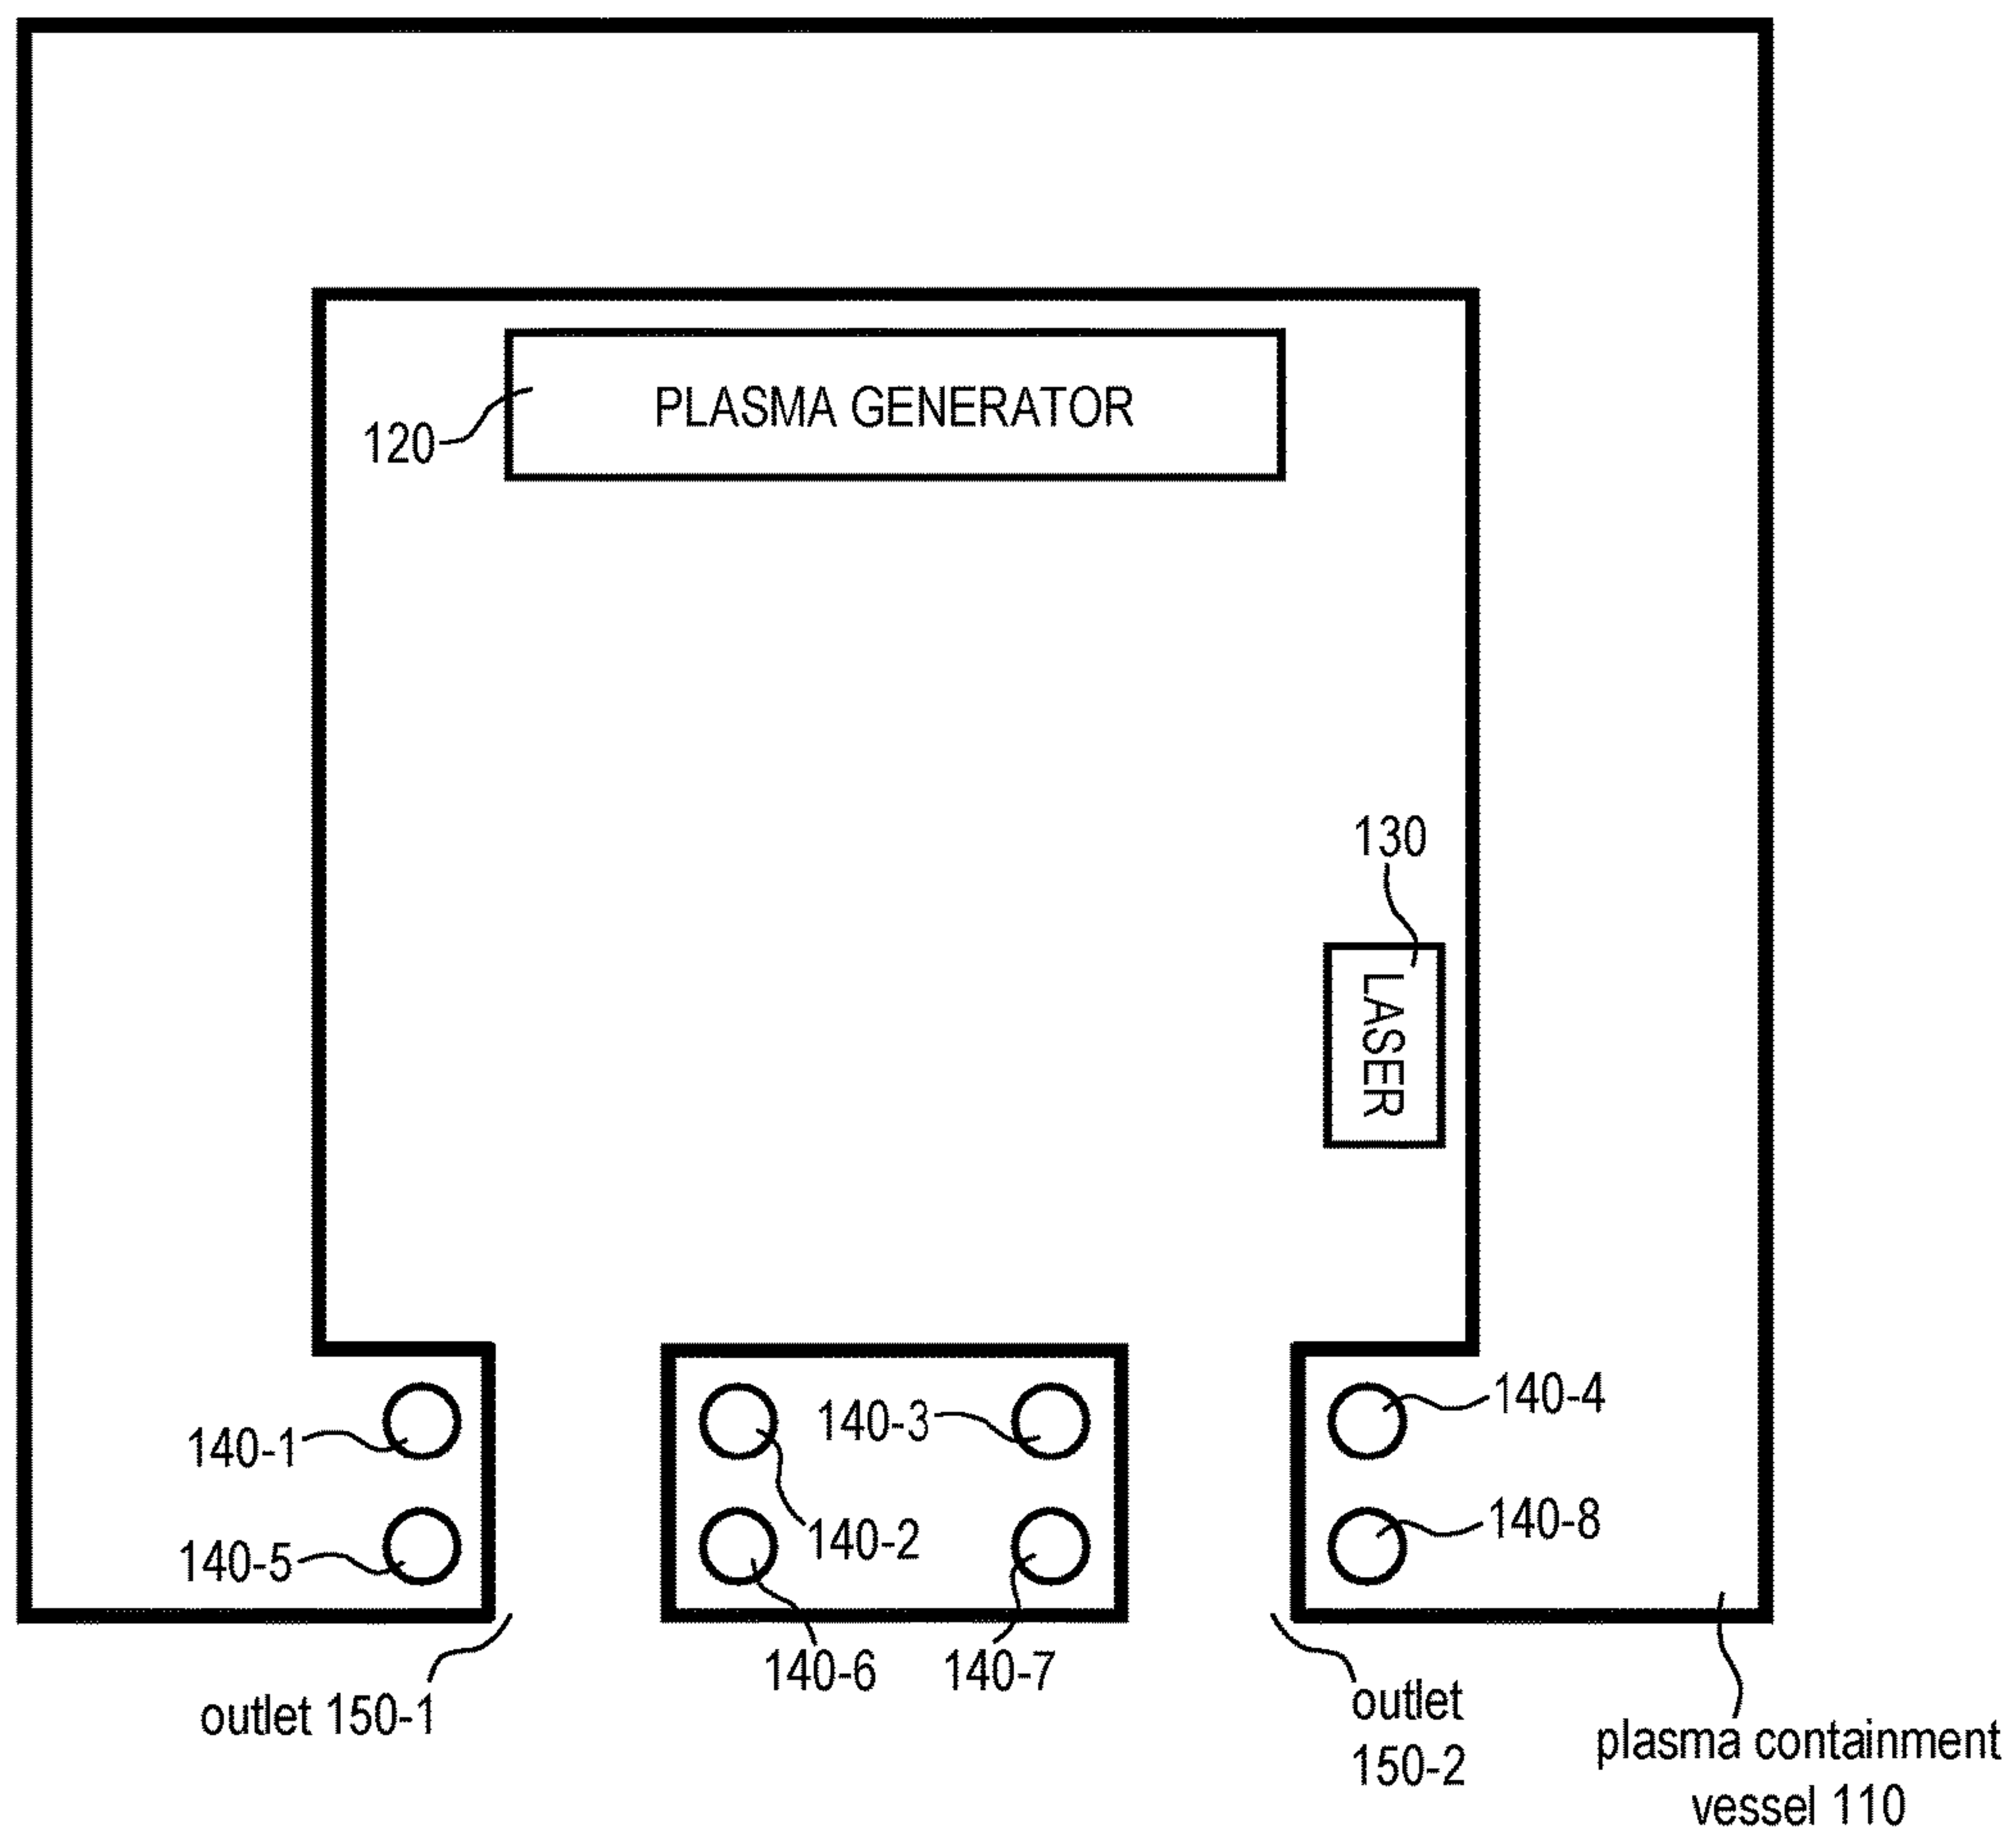 PLASMA GENERATOR
120
130
LASER
140-4
140-3
140-1
140-8
140-2
140-5
140-6
140-7
outlet 150-1
outlet
150-2
plasma containment
vessel 110